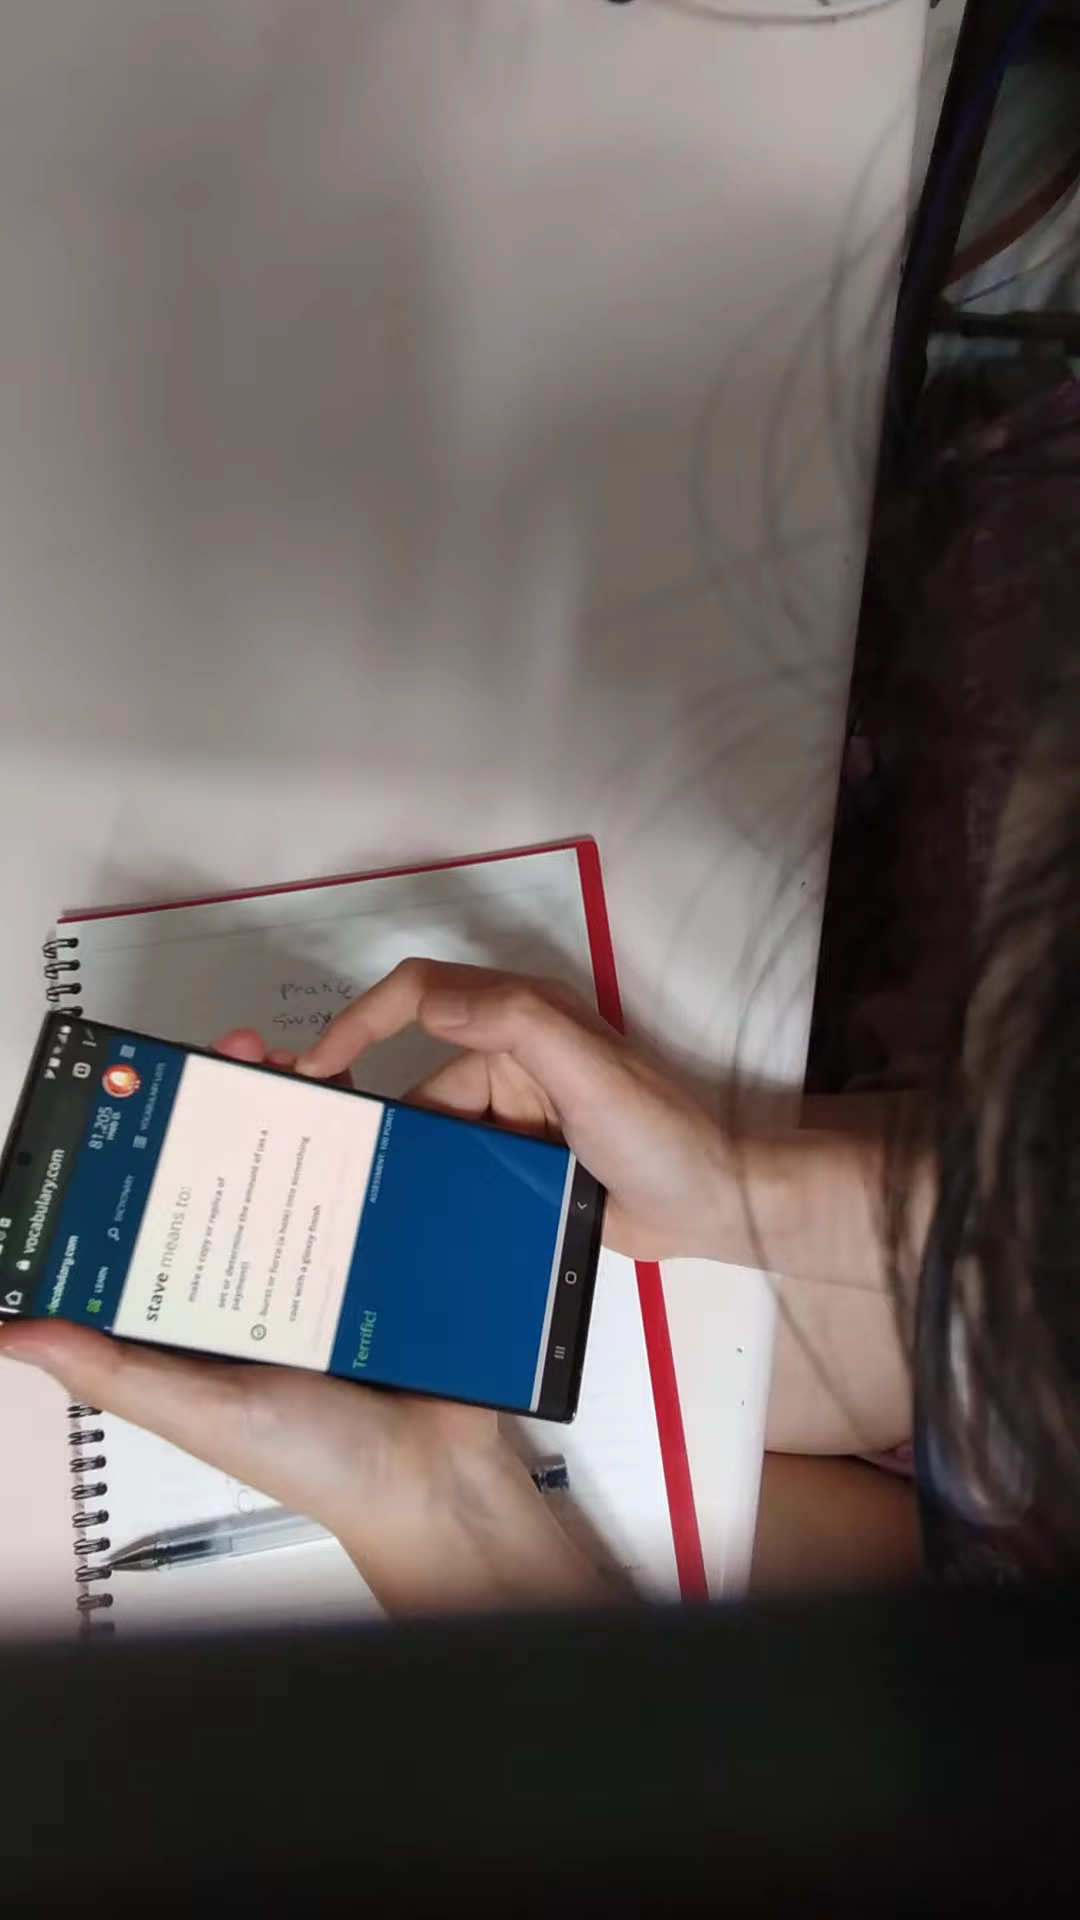 vocabulary.com
vocabulary.com
81,205
LEARN
DICTIONARY
VOCABULARY LISTS
stave means to:
make a copy or replica of
set or determine the amount of (as a
payment)
burst or force (a hole) into something
coat with a glossy finish
Terrific!
ASSESSMENT: 100 POINTS